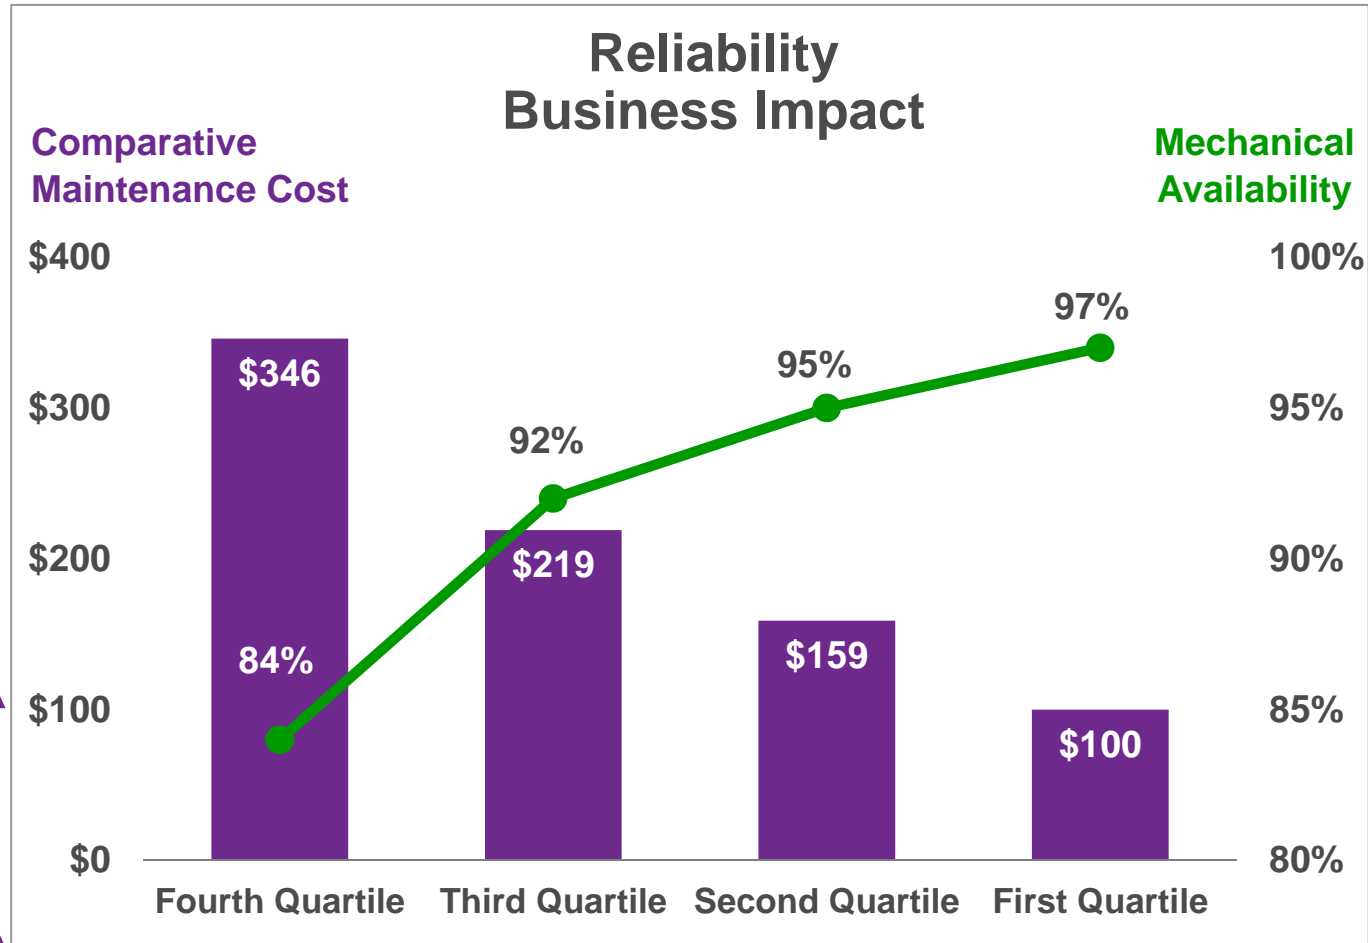 Reliability
Business Impact
Comparative
Maintenance Cost
Mechanical
Availability
$400
100%
97%
95%
$346
$300
95%
92%
$200
90%
$219
84%
$159
$100
85%
$100
$0
80%
Fourth Quartile Third Quartile Second Quartile First Quartile